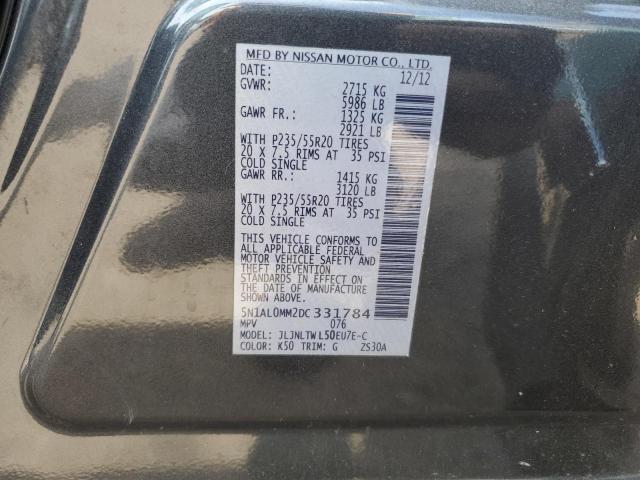 MFD BY NISSAN MOTOR CO., LTD.
DATE: 12/12
GVWR: 2715 KG
5986 LB
GAWR FR.: 1325 KG
2921 LB
WITH P235/55R20 TIRES
20 X 7.5 RIMS AT 35 PSI
COLD SINGLE
GAWR RR.: 1415 KG
3120 LB
WITH P235/55R20 TIRES
20 X 7.5 RIMS AT 35 PSI
COLD SINGLE
THIS VEHICLE CONFORMS TO
ALL APPLICABLE FEDERAL
MOTOR VEHICLE SAFETY AND
THEFT PREVENTION
STANDARDS IN EFFECT ON
THE DATE OF MANUFACTURE
SHOWN ABOVE.
5N1AL0MM2DC331784
MPV 076
MODEL: JLJNLTWL50EU7E-C
COLOR: K50 TRIM: G ZS30A